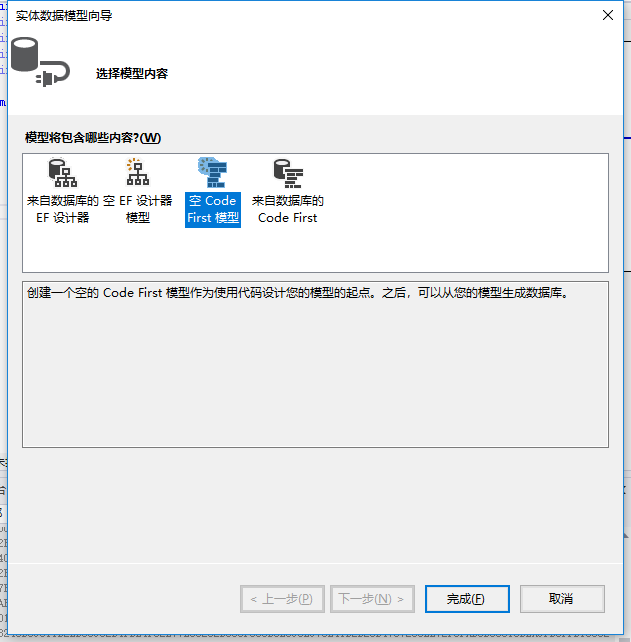 实体数据模型向导
选择模型内容
模型将包含哪些内容?(W)
来自数据库的 EF 设计器
空 EF 设计器 模型
空 Code First 模型
来自数据库的 Code First
创建一个空的 Code First 模型作为使用代码设计您的模型的起点。之后，可以从您的模型生成数据库。
< 上一步(P)
下一步(N) >
完成(F)
取消